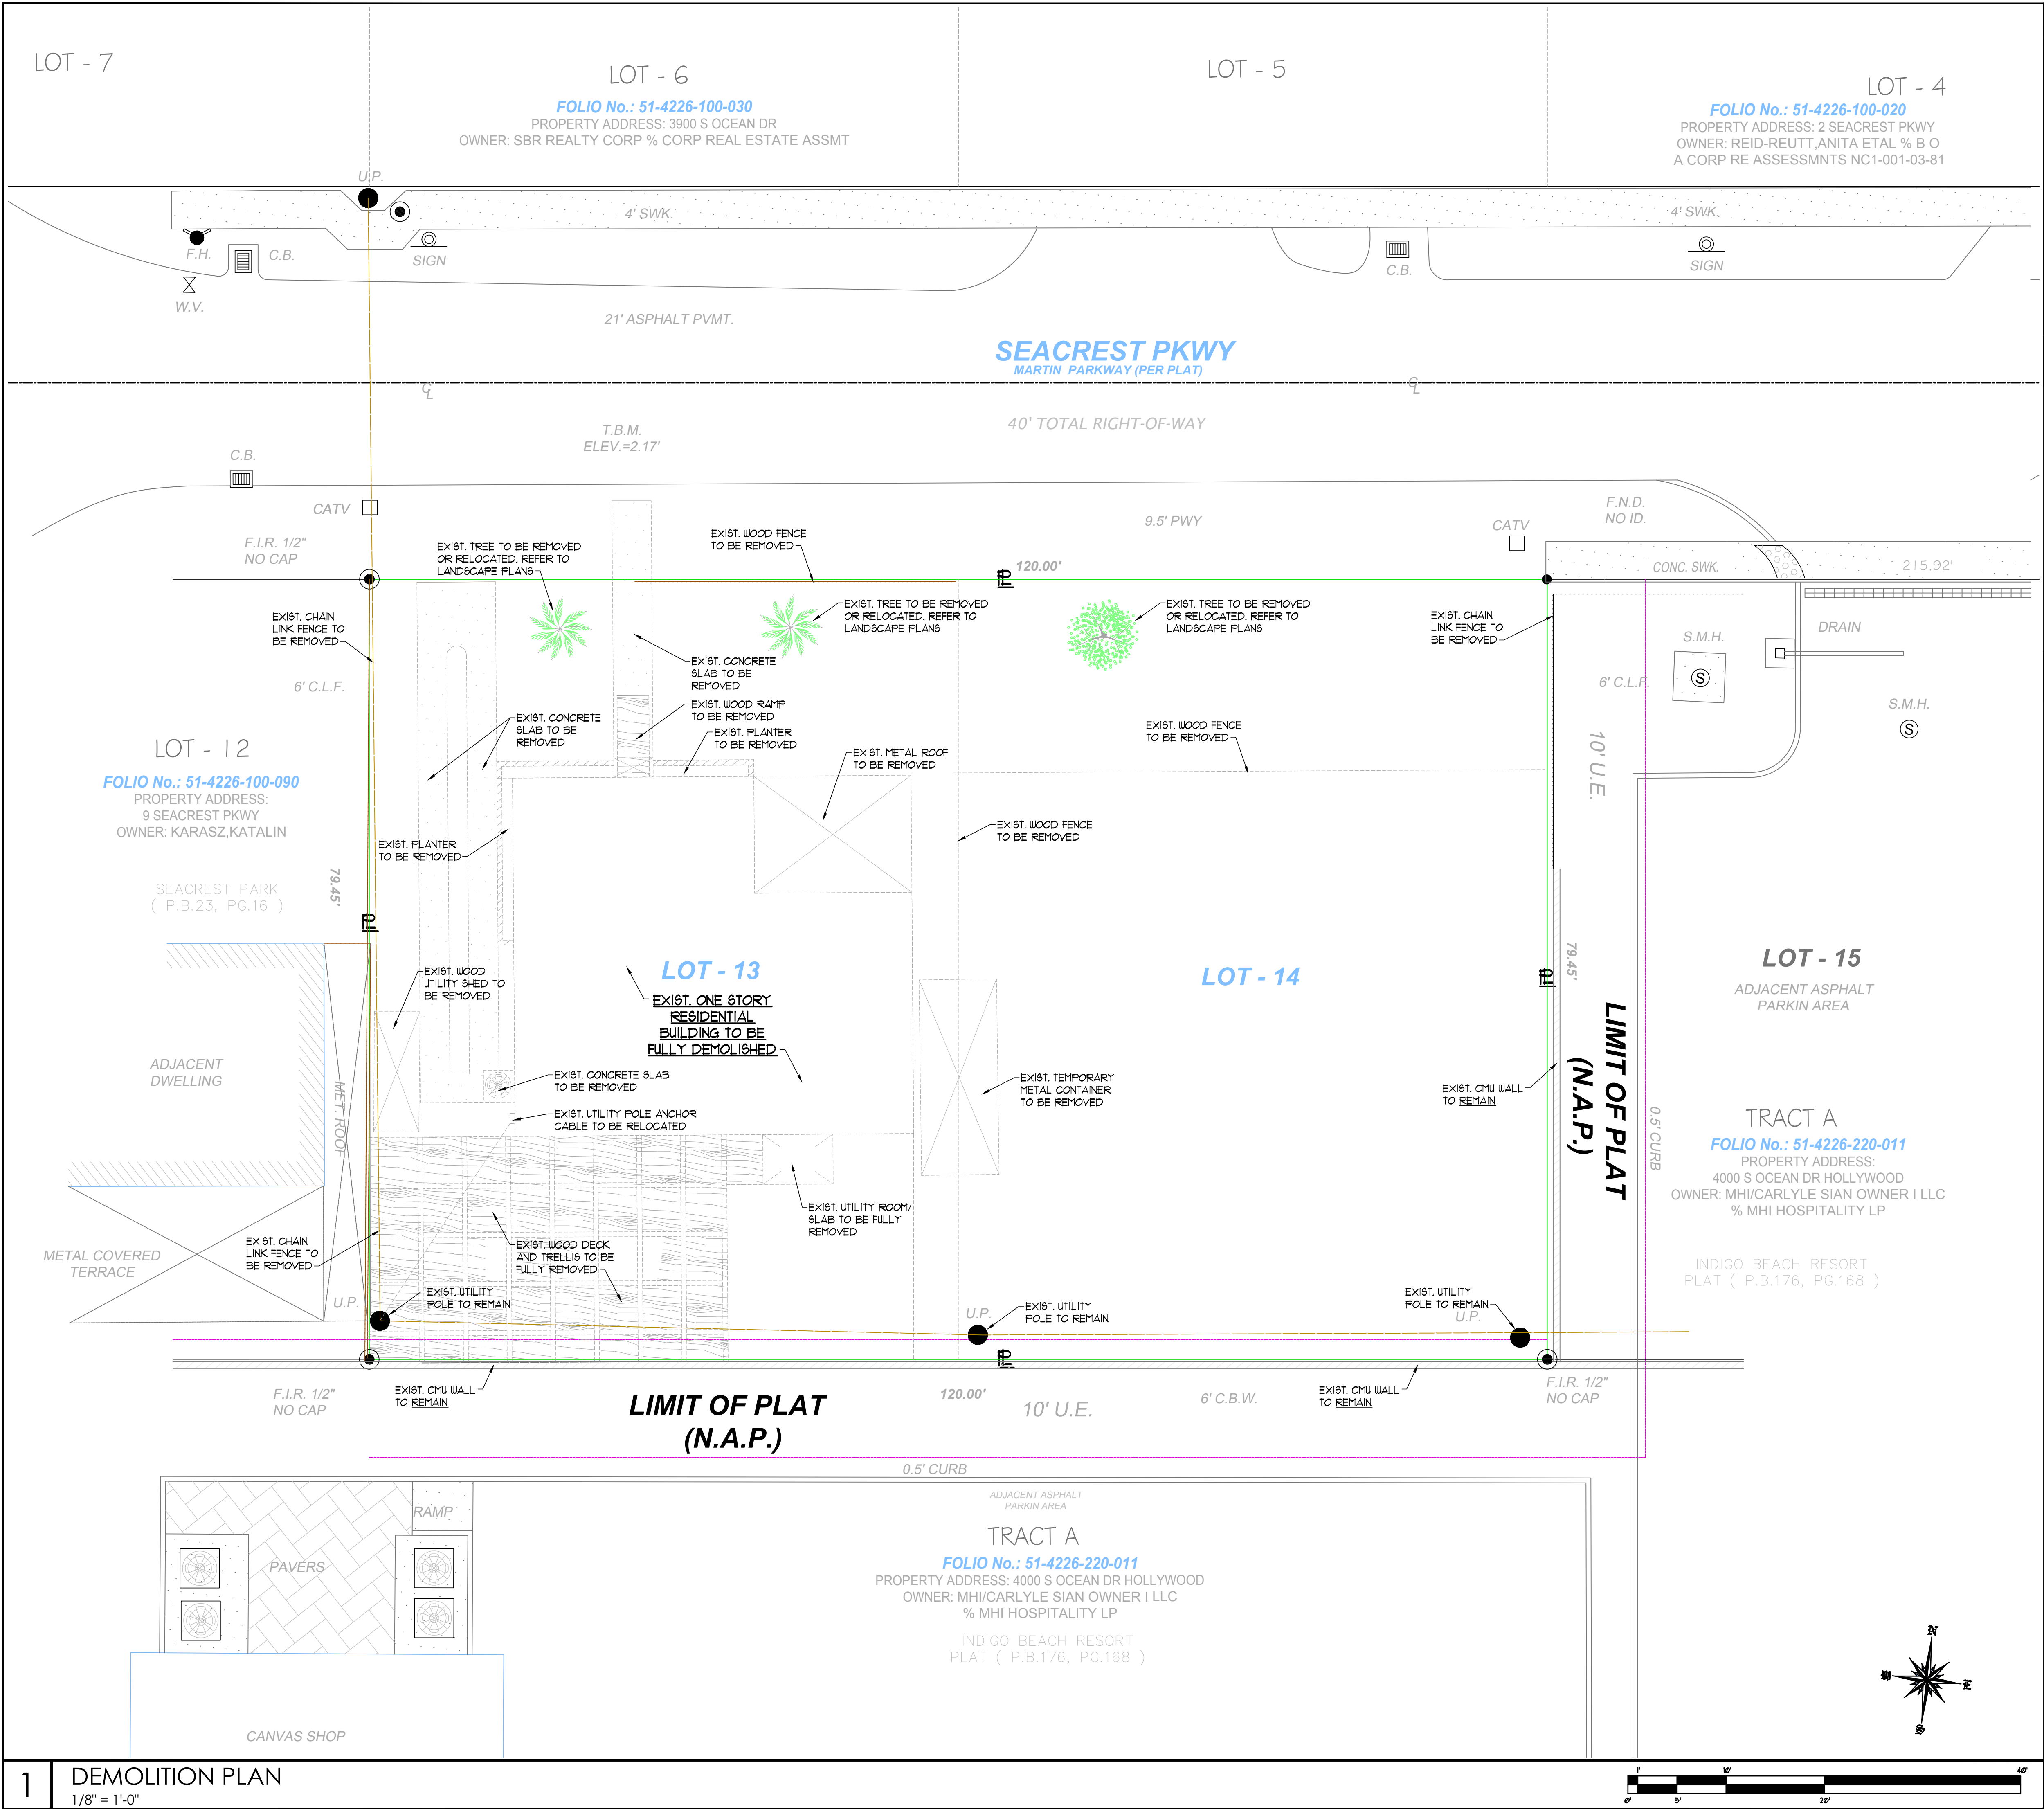 LOT - 7
LOT - 6
FOLIO No.: 51-4226-100-030
PROPERTY ADDRESS: 3900 S OCEAN DR
OWNER: SBR REALTY CORP % CORP REAL ESTATE ASSMT
LOT - 5
LOT - 4
FOLIO No.: 51-4226-100-020
PROPERTY ADDRESS: 2 SEACREST PKWY
OWNER: REID-REUTT,ANITA ETAL % B O
A CORP RE ASSESSMNTS NC1-001-03-81
U.P.
4' SWK.
4' SWK.
F.H.
C.B.
SIGN
C.B.
SIGN
W.V.
21' ASPHALT PVMT.
SEACREST PKWY
MARTIN PARKWAY (PER PLAT)
40' TOTAL RIGHT-OF-WAY
T.B.M.
ELEV.=2.17'
C.B.
CATV
F.I.R. 1/2"
NO CAP
9.5' PWY
CATV
F.N.D.
NO ID.
EXIST. TREE TO BE REMOVED
OR RELOCATED. REFER TO
LANDSCAPE PLANS
EXIST. WOOD FENCE
TO BE REMOVED
120.00'
CONC. SWK.
215.92'
EXIST. CHAIN
LINK FENCE TO
BE REMOVED
EXIST. TREE TO BE REMOVED
OR RELOCATED. REFER TO
LANDSCAPE PLANS
EXIST. TREE TO BE REMOVED
OR RELOCATED. REFER TO
LANDSCAPE PLANS
EXIST. CHAIN
LINK FENCE TO
BE REMOVED
S.M.H.
DRAIN
6' C.L.F.
EXIST. CONCRETE
SLAB TO BE
REMOVED
6' C.L.F.
S
S.M.H.
S
EXIST. WOOD RAMP
TO BE REMOVED
EXIST. CONCRETE
SLAB TO BE
REMOVED
EXIST. PLANTER
TO BE REMOVED
EXIST. METAL ROOF
TO BE REMOVED
EXIST. WOOD FENCE
TO BE REMOVED
10' U.E.
LOT - 12
FOLIO No.: 51-4226-100-090
PROPERTY ADDRESS:
9 SEACREST PKWY
OWNER: KARASZ,KATALIN
EXIST. PLANTER
TO BE REMOVED
EXIST. WOOD FENCE
TO BE REMOVED
SEACREST PARK
( P.B.23, PG.16 )
79.45'
EXIST. WOOD
UTILITY SHED TO
BE REMOVED
LOT - 13
EXIST. ONE STORY
RESIDENTIAL
BUILDING TO BE
FULLY DEMOLISHED
LOT - 14
79.45'
LOT - 15
ADJACENT ASPHALT
PARKIN AREA
LIMIT OF PLAT
(N.A.P.)
ADJACENT
DWELLING
MET. ROOF
EXIST. CONCRETE SLAB
TO BE REMOVED
EXIST. UTILITY POLE ANCHOR
CABLE TO BE RELOCATED
EXIST. TEMPORARY
METAL CONTAINER
TO BE REMOVED
EXIST. CMU WALL
TO REMAIN
0.5' CURB
TRACT A
FOLIO No.: 51-4226-220-011
PROPERTY ADDRESS:
4000 S OCEAN DR HOLLYWOOD
OWNER: MHI/CARLYLE SIAN OWNER I LLC
% MHI HOSPITALITY LP
INDIGO BEACH RESORT
PLAT ( P.B.176, PG.168 )
METAL COVERED
TERRACE
EXIST. CHAIN
LINK FENCE TO
BE REMOVED
EXIST. WOOD DECK
AND TRELLIS TO BE
FULLY REMOVED
EXIST. UTILITY ROOM/
SLAB TO BE FULLY
REMOVED
U.P.
EXIST. UTILITY
POLE TO REMAIN
U.P.
EXIST. UTILITY
POLE TO REMAIN
EXIST. UTILITY
POLE TO REMAIN
U.P.
F.I.R. 1/2"
NO CAP
EXIST. CMU WALL
TO REMAIN
LIMIT OF PLAT
(N.A.P.)
120.00'
10' U.E.
6' C.B.W.
EXIST. CMU WALL
TO REMAIN
F.I.R. 1/2"
NO CAP
0.5' CURB
ADJACENT ASPHALT
PARKIN AREA
RAMP
PAVERS
TRACT A
FOLIO No.: 51-4226-220-011
PROPERTY ADDRESS: 4000 S OCEAN DR HOLLYWOOD
OWNER: MHI/CARLYLE SIAN OWNER I LLC
% MHI HOSPITALITY LP
INDIGO BEACH RESORT
PLAT ( P.B.176, PG.168 )
CANVAS SHOP
N
W
E
S
1
DEMOLITION PLAN
1/8" = 1'-0"
1' 10' 40'
0' 5' 20'